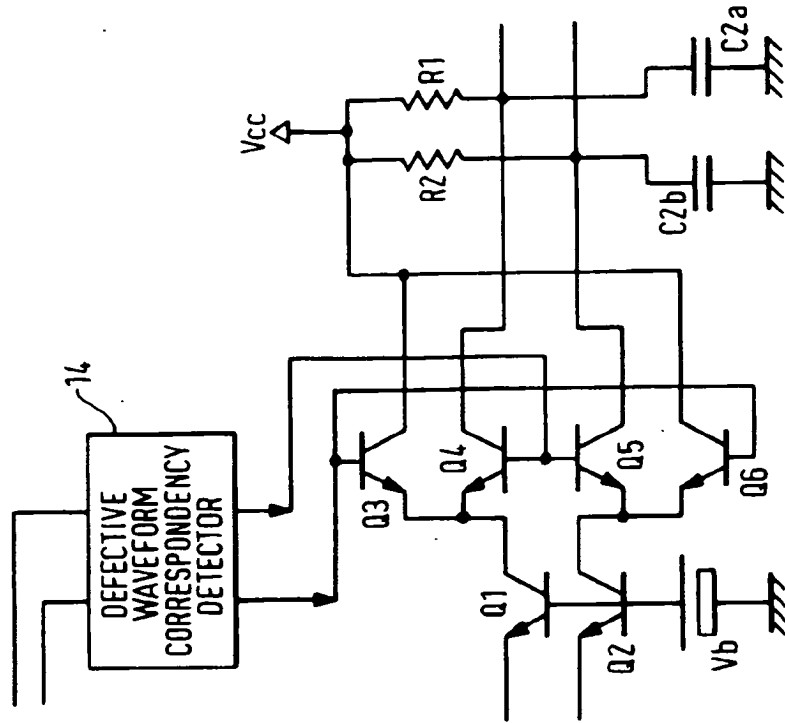 14
DEFECTIVE
WAVEFORM
CORRESPONDENCY
DETECTOR
Vcc
R1
R2
C2a
C2b
Q3
Q4
Q5
Q6
Q1
Q2
Vb